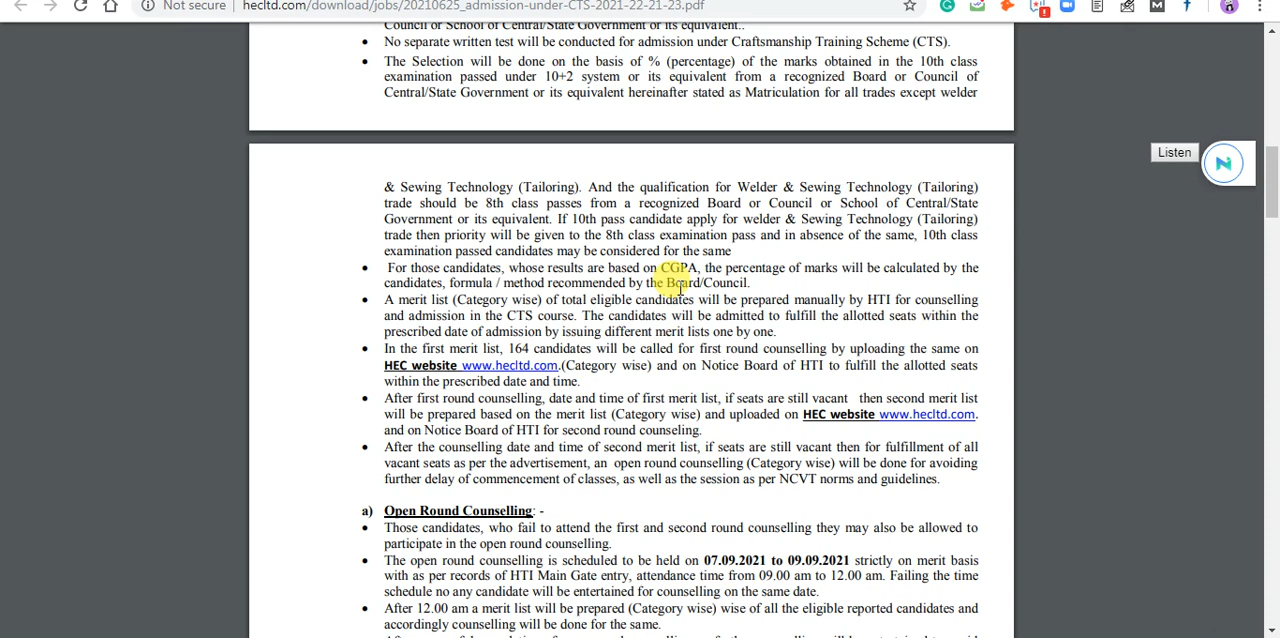 Not secure | hecltd.com/download/jobs/20210625_admission-under-CTS-2021-22-21-23.pdf
Council or School of Central/State Government or its equivalent..
• No separate written test will be conducted for admission under Craftsmanship Training Scheme (CTS).
• The Selection will be done on the basis of % (percentage) of the marks obtained in the 10th class
examination passed under 10+2 system or its equivalent from a recognized Board or Council of
Central/State Government or its equivalent hereinafter stated as Matriculation for all trades except welder
Listen
& Sewing Technology (Tailoring). And the qualification for Welder & Sewing Technology (Tailoring)
trade should be 8th class passes from a recognized Board or Council or School of Central/State
Government or its equivalent. If 10th pass candidate apply for welder & Sewing Technology (Tailoring)
trade then priority will be given to the 8th class examination pass and in absence of the same, 10th class
examination passed candidates may be considered for the same
• For those candidates, whose results are based on CGPA, the percentage of marks will be calculated by the
candidates, formula / method recommended by the Board/Council.
• A merit list (Category wise) of total eligible candidates will be prepared manually by HTI for counselling
and admission in the CTS course. The candidates will be admitted to fulfill the allotted seats within the
prescribed date of admission by issuing different merit lists one by one.
• In the first merit list, 164 candidates will be called for first round counselling by uploading the same on
HEC website www.hecltd.com.(Category wise) and on Notice Board of HTI to fulfill the allotted seats
within the prescribed date and time.
• After first round counselling, date and time of first merit list, if seats are still vacant then second merit list
will be prepared based on the merit list (Category wise) and uploaded on HEC website www.hecltd.com.
and on Notice Board of HTI for second round counseling.
• After the counselling date and time of second merit list, if seats are still vacant then for fulfillment of all
vacant seats as per the advertisement, an open round counselling (Category wise) will be done for avoiding
further delay of commencement of classes, as well as the session as per NCVT norms and guidelines.
a) Open Round Counselling: -
• Those candidates, who fail to attend the first and second round counselling they may also be allowed to
participate in the open round counselling.
• The open round counselling is scheduled to be held on 07.09.2021 to 09.09.2021 strictly on merit basis
with as per records of HTI Main Gate entry, attendance time from 09.00 am to 12.00 am. Failing the time
schedule no any candidate will be entertained for counselling on the same date.
• After 12.00 am a merit list will be prepared (Category wise) wise of all the eligible reported candidates and
accordingly counselling will be done for the same.